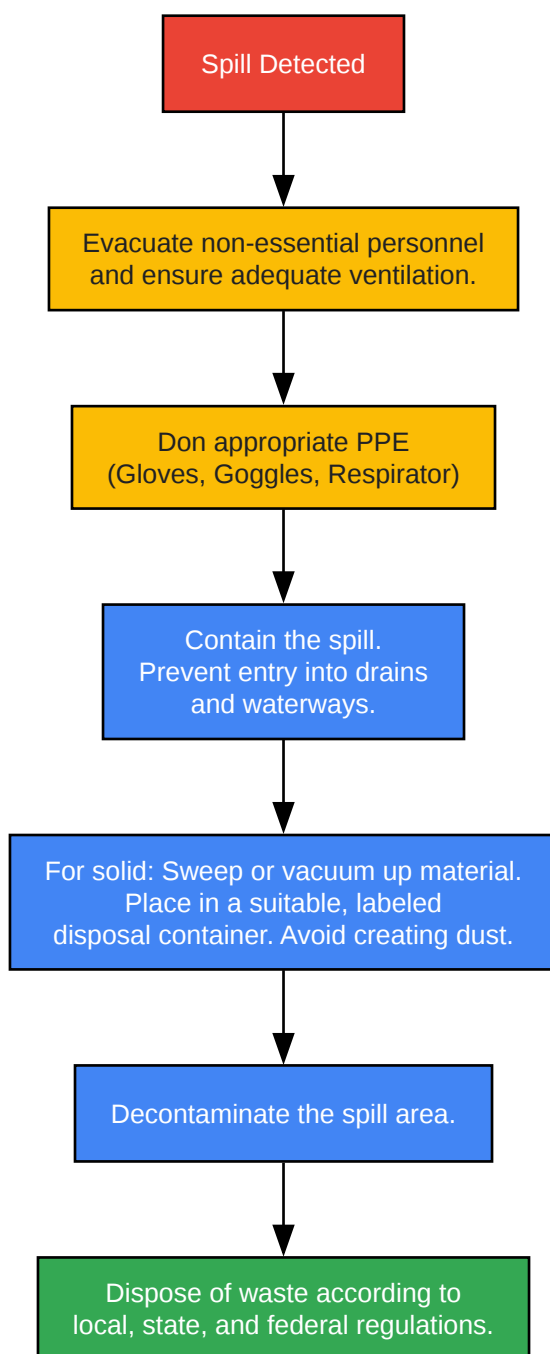 Spill Detected
Evacuate non-essential personnel
and ensure adequate ventilation.
Don appropriate PPE
(Gloves, Goggles, Respirator)
Contain the spill.
Prevent entry into drains
and waterways.
For solid: Sweep or vacuum up material.
Place in a suitable, labeled
disposal container. Avoid creating dust.
Decontaminate the spill area.
Dispose of waste according to
local, state, and federal regulations.